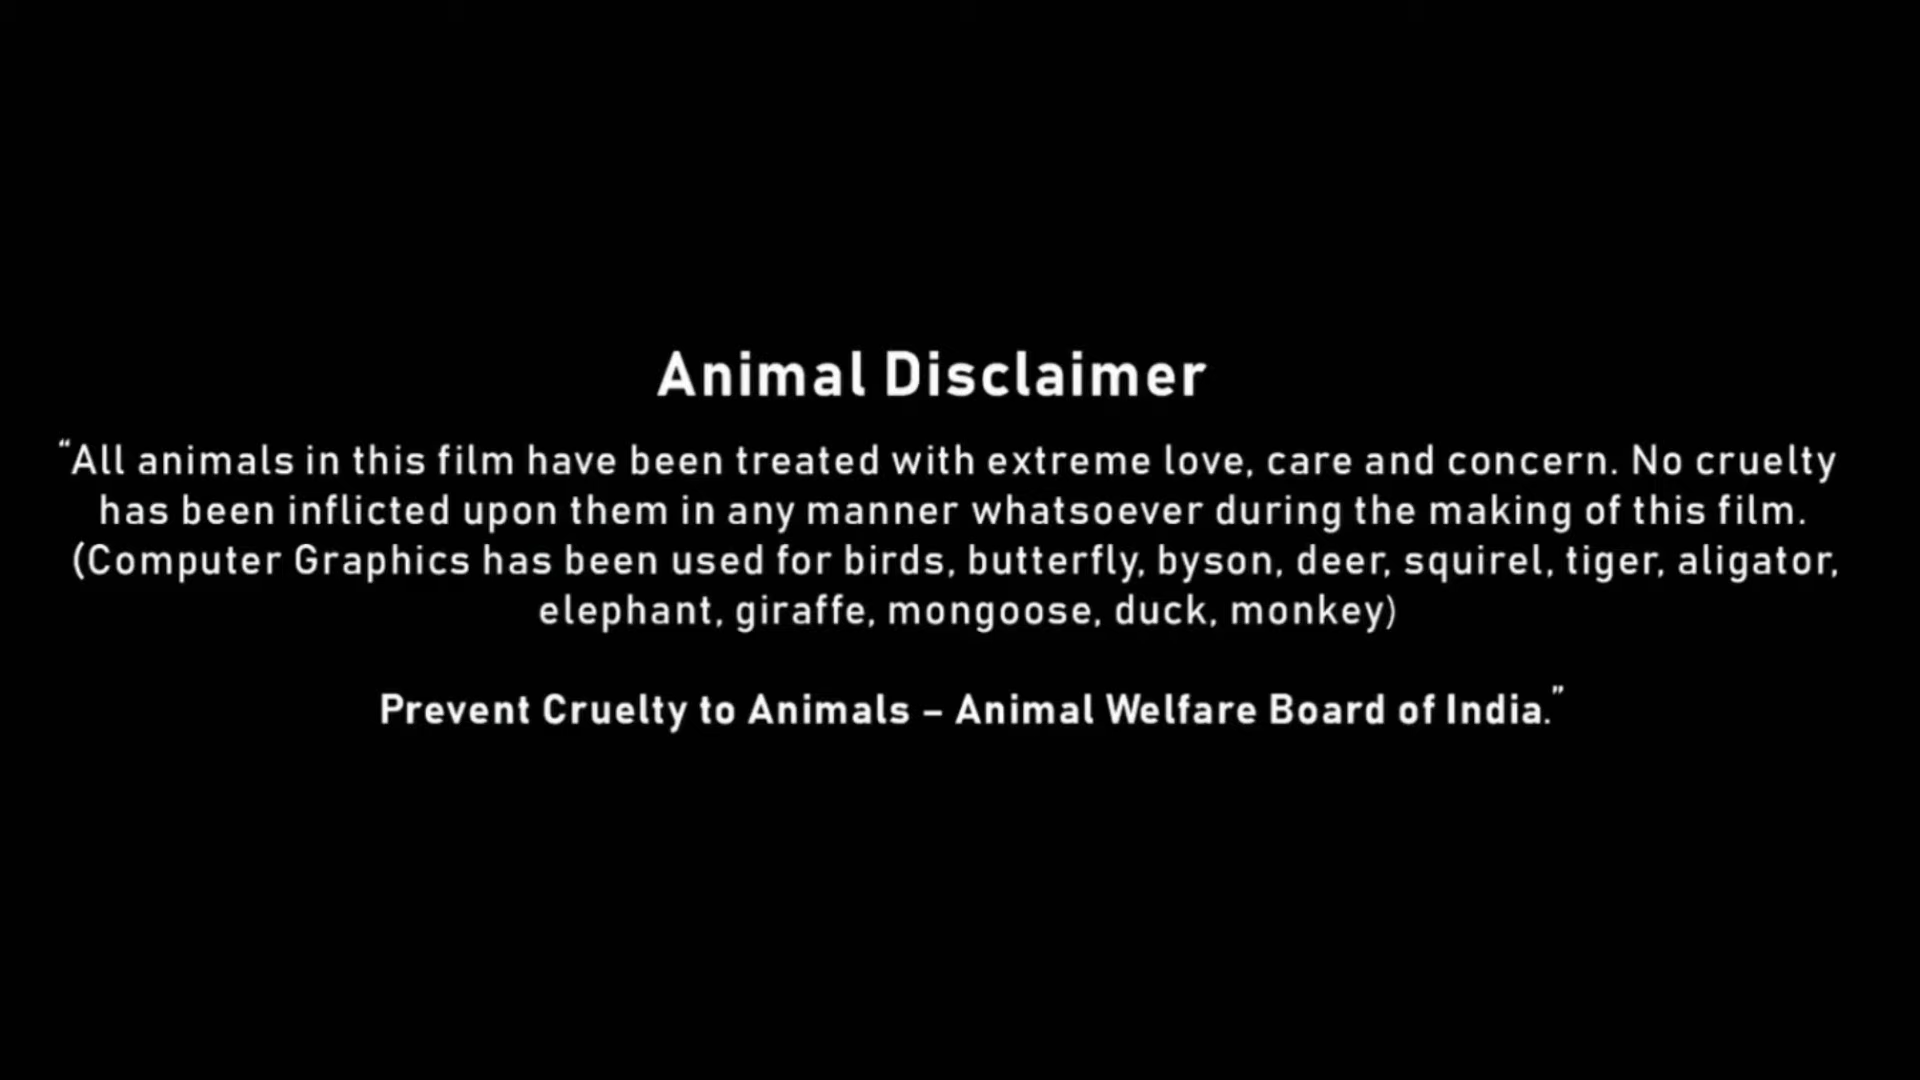 Animal Disclaimer
“All animals in this film have been treated with extreme love, care and concern. No cruelty
has been inflicted upon them in any manner whatsoever during the making of this film.
(Computer Graphics has been used for birds, butterfly, byson, deer, squirel, tiger, aligator,
elephant, giraffe, mongoose, duck, monkey)
Prevent Cruelty to Animals – Animal Welfare Board of India.”